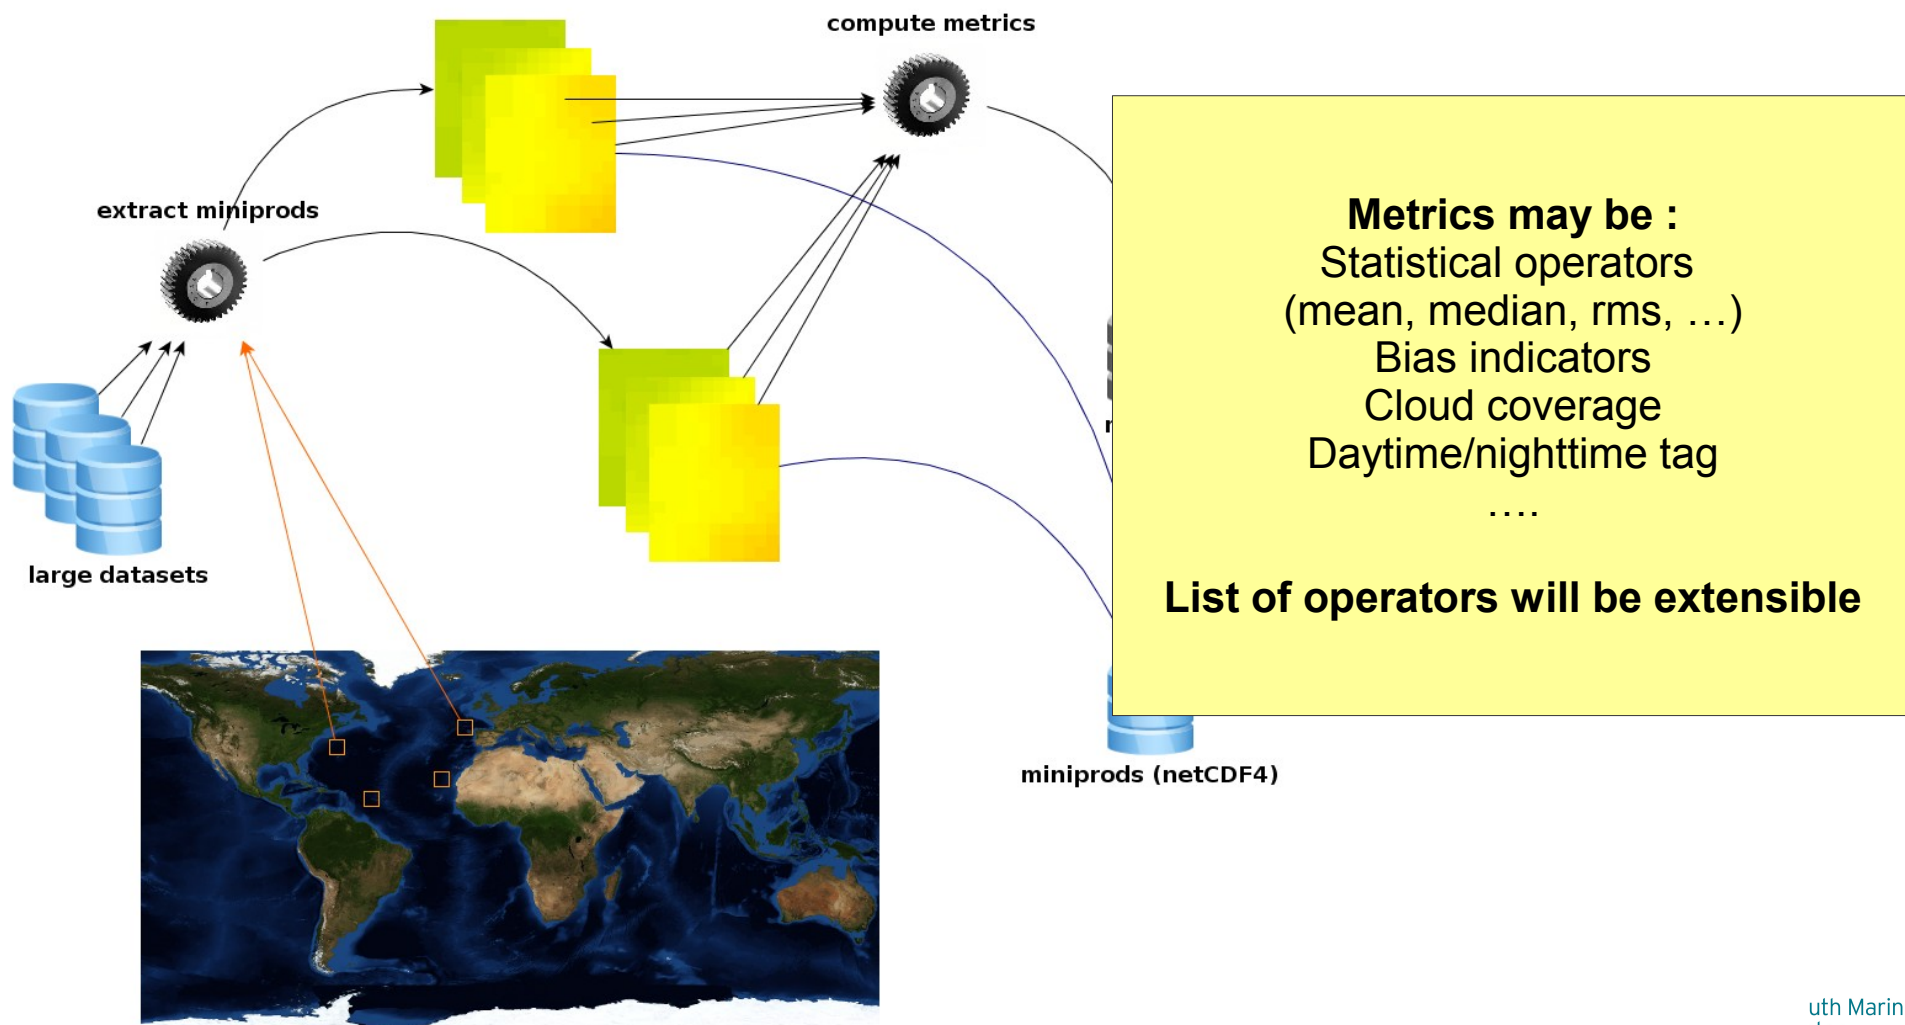 compute metrics
extract miniprods
Metrics may be :
Statistical operators
(mean, median, rms, …)
Bias indicators
Cloud coverage
Daytime/nighttime tag
….
List of operators will be extensible
large datasets
miniprods (netCDF4)
uth Marin